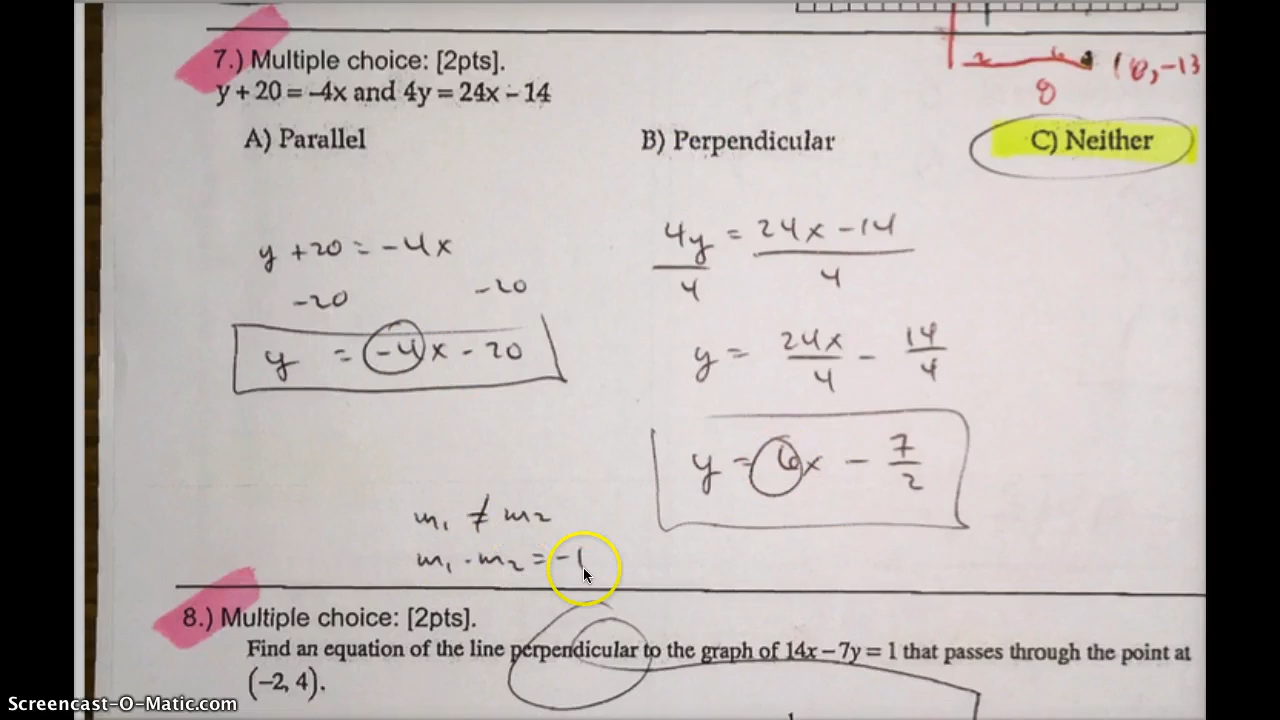 (8,-13
8
7.) Multiple choice: [2pts].
y + 20 = -4x and 4y = 24x - 14
A) Parallel B) Perpendicular C) Neither
y + 20 = -4x
-20 -20
y = -4x - 20
4y = 24x - 14
4 4
y = 24x/4 - 14/4
y = 6x - 7/2
m₁ ≠ m₂
m₁ · m₂ = -1
8.) Multiple choice: [2pts].
Find an equation of the line perpendicular to the graph of 14x - 7y = 1 that passes through the point at
(-2, 4).
Screencast-O-Matic.com